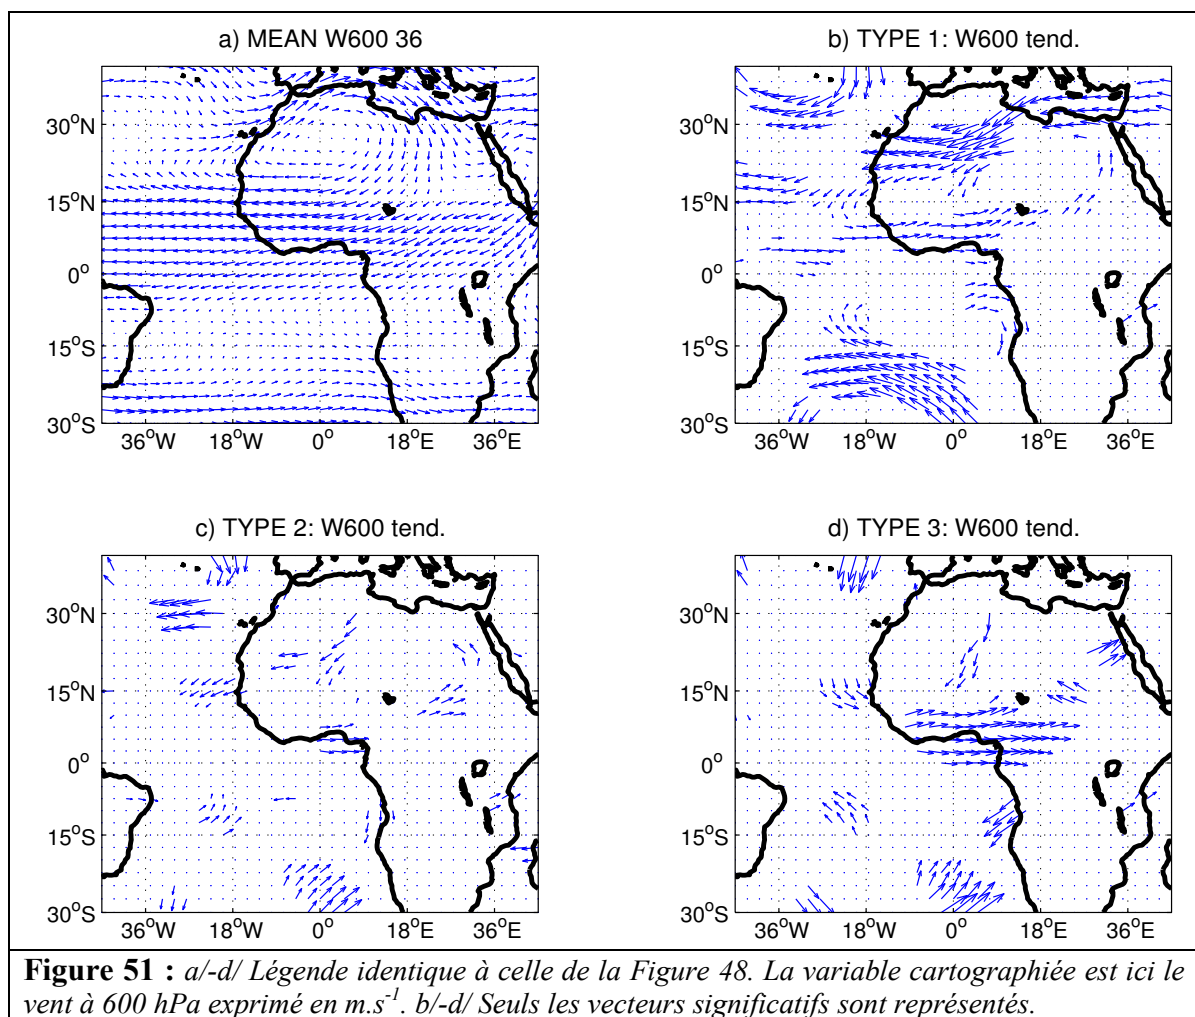 a) MEAN W600 36
30°N
15°N
0°
15°S
30°S
36°W 18°W 0° 18°E 36°E
b) TYPE 1: W600 tend.
30°N
15°N
0°
15°S
30°S
36°W 18°W 0° 18°E 36°E
c) TYPE 2: W600 tend.
30°N
15°N
0°
15°S
30°S
36°W 18°W 0° 18°E 36°E
d) TYPE 3: W600 tend.
30°N
15°N
0°
15°S
30°S
36°W 18°W 0° 18°E 36°E
Figure 51 : a/-d/ Légende identique à celle de la Figure 48. La variable cartographiée est ici le
vent à 600 hPa exprimé en m.s⁻¹. b/-d/ Seuls les vecteurs significatifs sont représentés.